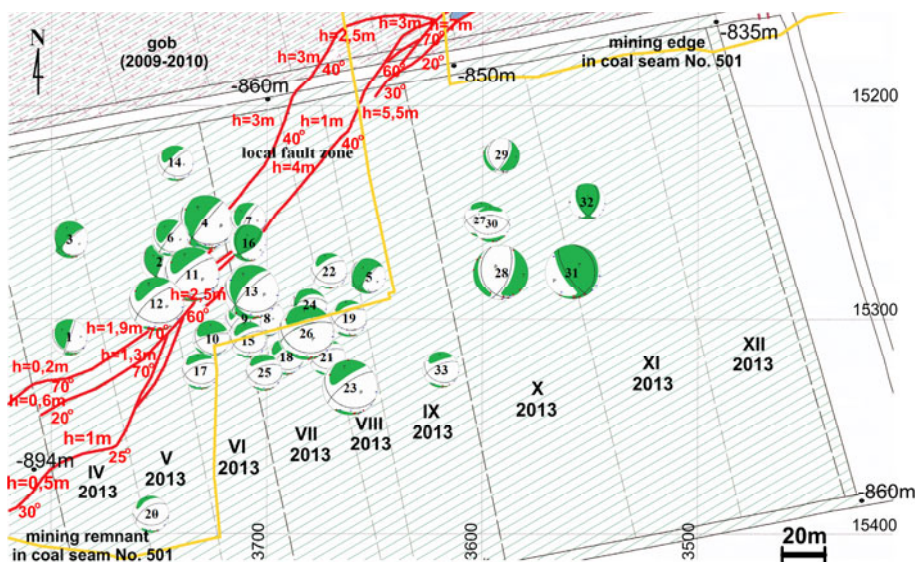 N
gob
(2009-2010)
h=3m
h=2,5m
h=7m
h=3m
40°
70°
20°
60°
30°
-860m
-850m
-835m
mining edge
in coal seam No. 501
15200
h=5,5m
h=3m
h=1m
40°
40°
local fault zone
h=4m
14
29
32
3
6
4
7
16
27
30
2
11
22
5
28
31
12
13
h=2,5m
60°
24
19
15300
1
h=1,9m
70°
9
8
10
15
26
h=1,3m
70°
h=0,2m
70°
17
25
18
21
23
33
h=0,6m
20°
h=1m
25°
-894m
h=0,5m
30°
IV
2013
V
2013
VI
2013
VII
2013
VIII
2013
IX
2013
X
2013
XI
2013
XII
2013
20
mining remnant
in coal seam No. 501
3700
3600
3500
-860m
15400
20m